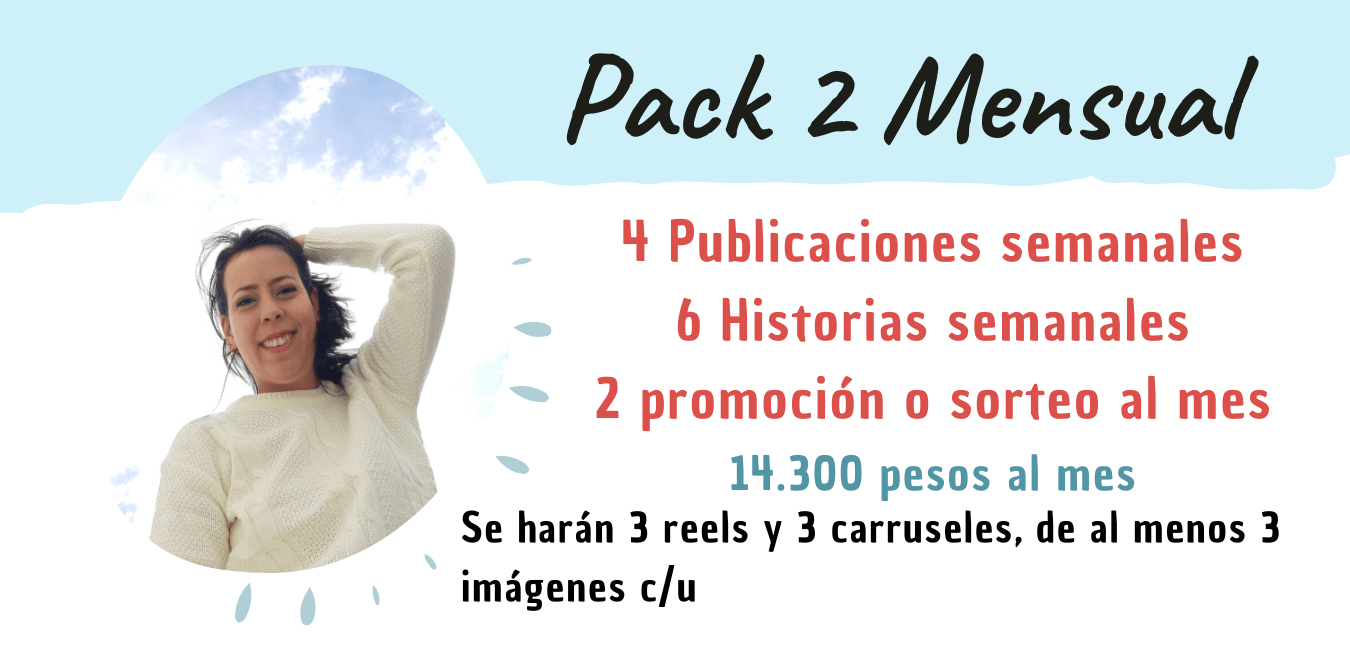 Pack 2 Mensual
4 Publicaciones semanales
6 Historias semanales
2 promoción o sorteo al mes
14.300 pesos al mes
Se harán 3 reels y 3 carruseles, de al menos 3
imágenes c/u